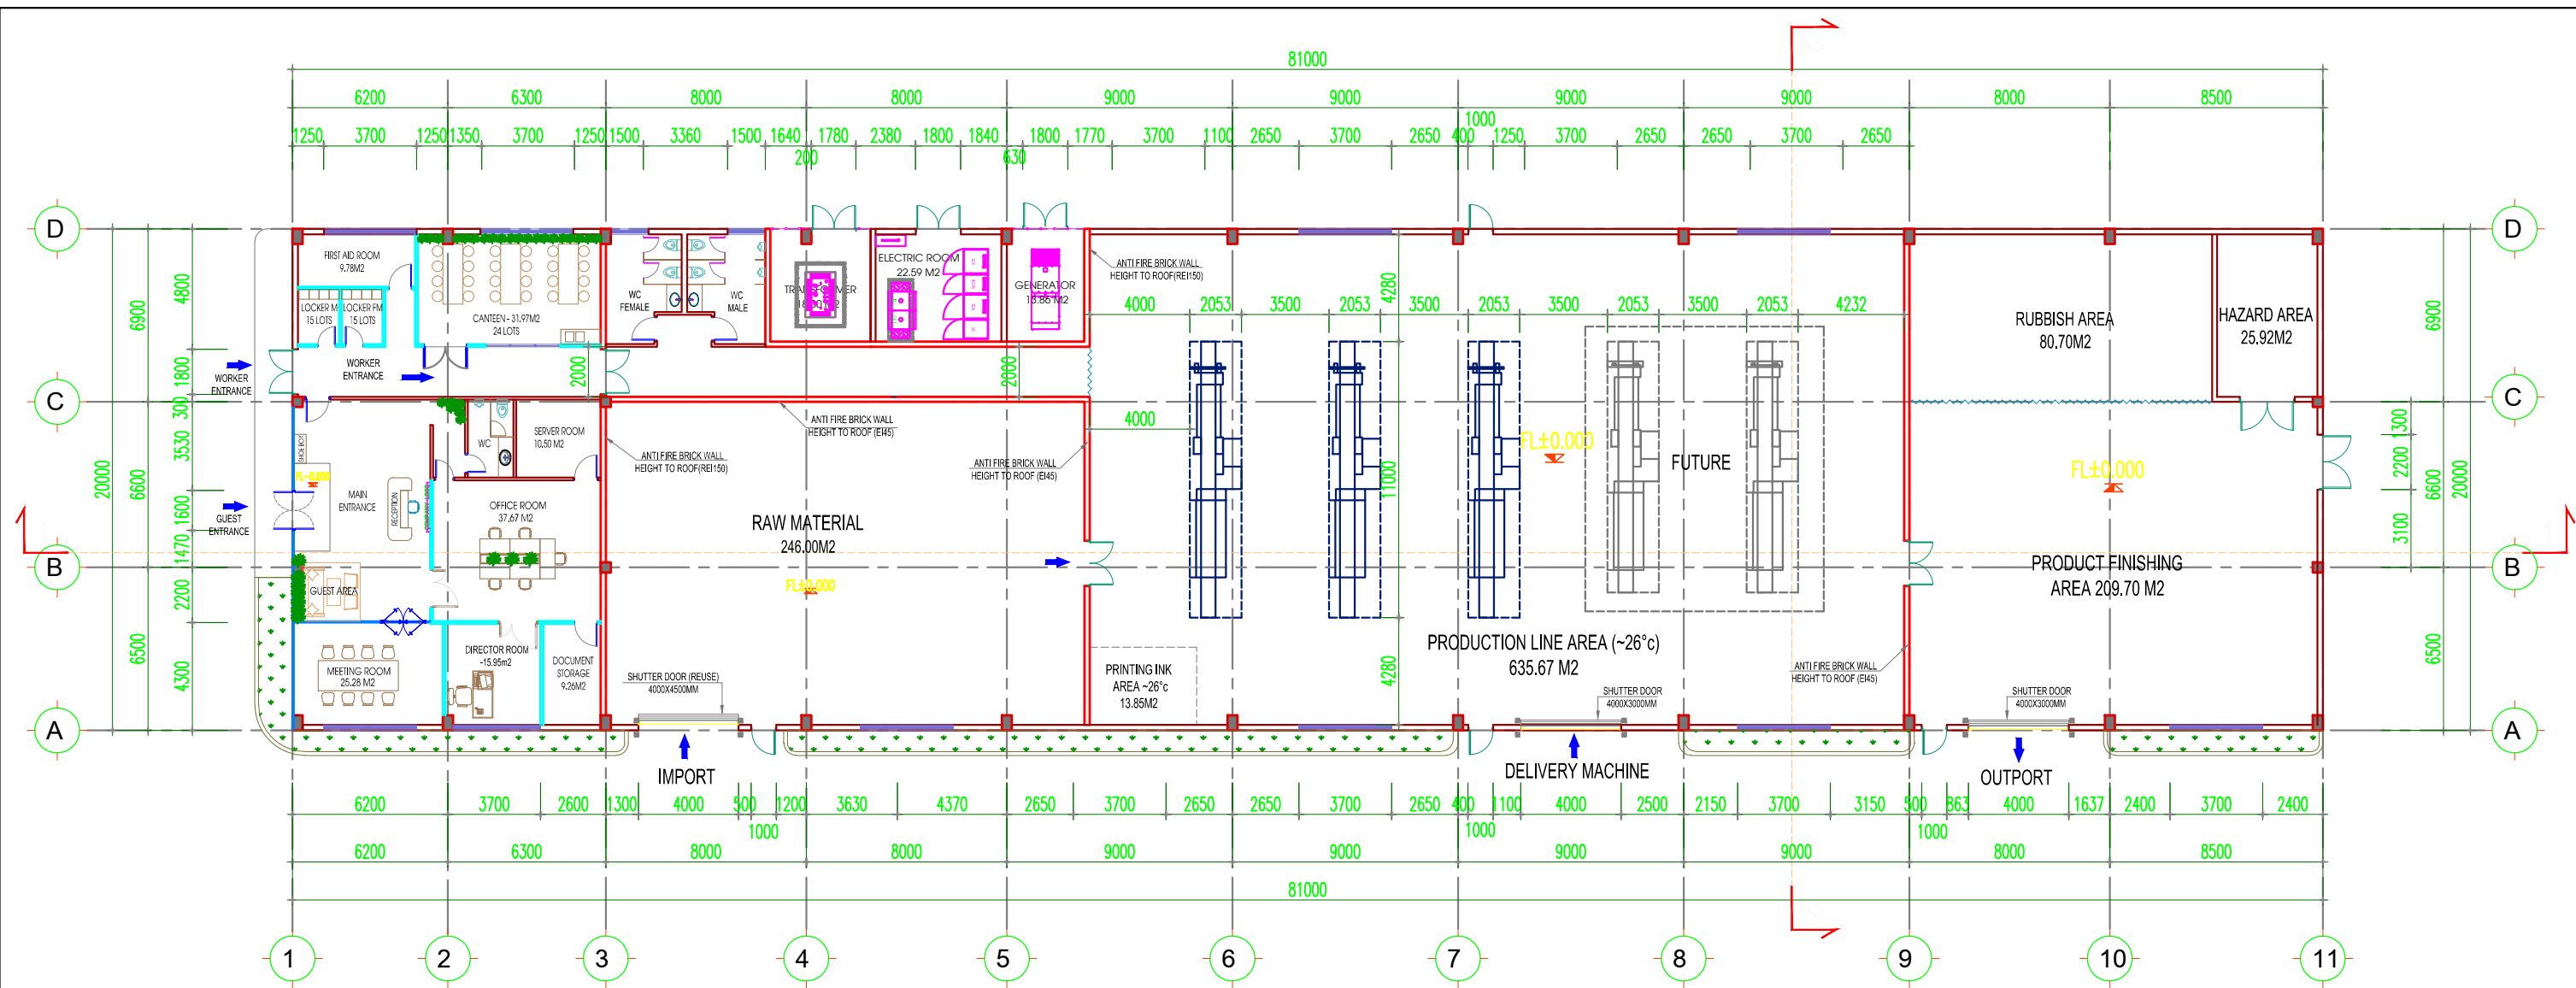 81000
6200 6300 8000 8000 9000 9000 9000 9000 8000 8500
1250 3700 1250 1350 3700 1250 1500 3360 1500 1640 200 1780 2380 1800 1840 630 1800 1770 3700 1100 2650 3700 2650 400 1000 1250 3700 2650 2650 3700 2650
D
C
B
A
20000
6900
6600
6500
4800
1800
300
3530
1600
1470
2200
4300
FIRST AID ROOM
9.78M2
LOCKER M
15 LOTS
LOCKER FM
15 LOTS
CANTEEN - 31.97M2
24 LOTS
WORKER
ENTRANCE
WORKER
ENTRANCE
WC
FEMALE
WC
MALE
2000
ELECTRIC ROOM
22.59 M2
GENERATOR
13.86 M2
2000
ANTI FIRE BRICK WALL
HEIGHT TO ROOF(REI150)
4000 2053 3500 2053 3500 2053 3500 2053 3500 2053 4232
4280
11000
4280
4000
RUBBISH AREA
80.70M2
HAZARD AREA
25.92M2
SHOE BOX
MAIN
ENTRANCE
RECEPTION
COMPANY LOGO
GUEST
ENTRANCE
WC
SERVER ROOM
10.50 M2
OFFICE ROOM
37.67 M2
GUEST AREA
MEETING ROOM
25.28 M2
DIRECTOR ROOM
-15.95m2
DOCUMENT
STORAGE
9.26M2
ANTI FIRE BRICK WALL
HEIGHT TO ROOF (EI45)
ANTI FIRE BRICK WALL
HEIGHT TO ROOF(REI150)
ANTI FIRE BRICK WALL
HEIGHT TO ROOF (EI45)
RAW MATERIAL
246.00M2
FL±0.000
SHUTTER DOOR (REUSE)
4000X4500MM
IMPORT
PRINTING INK
AREA ~26°c
13.85M2
FL±0.000
FUTURE
PRODUCTION LINE AREA (~26°c)
635.67 M2
SHUTTER DOOR
4000X3000MM
DELIVERY MACHINE
ANTI FIRE BRICK WALL
HEIGHT TO ROOF (EI45)
FL±0.000
PRODUCT FINISHING
AREA 209.70 M2
SHUTTER DOOR
4000X3000MM
OUTPORT
1300
2200
3100
6900
6600
6500
20000
D
C
B
A
6200 3700 2600 1300 4000 500 1000 1200 3630 4370 2650 3700 2650 2650 3700 2650 400 1000 1100 4000 2500 2150 3700 3150 500 1000 863 4000 1637 2400 3700 2400
6200 6300 8000 8000 9000 9000 9000 9000 8000 8500
81000
1 2 3 4 5 6 7 8 9 10 11